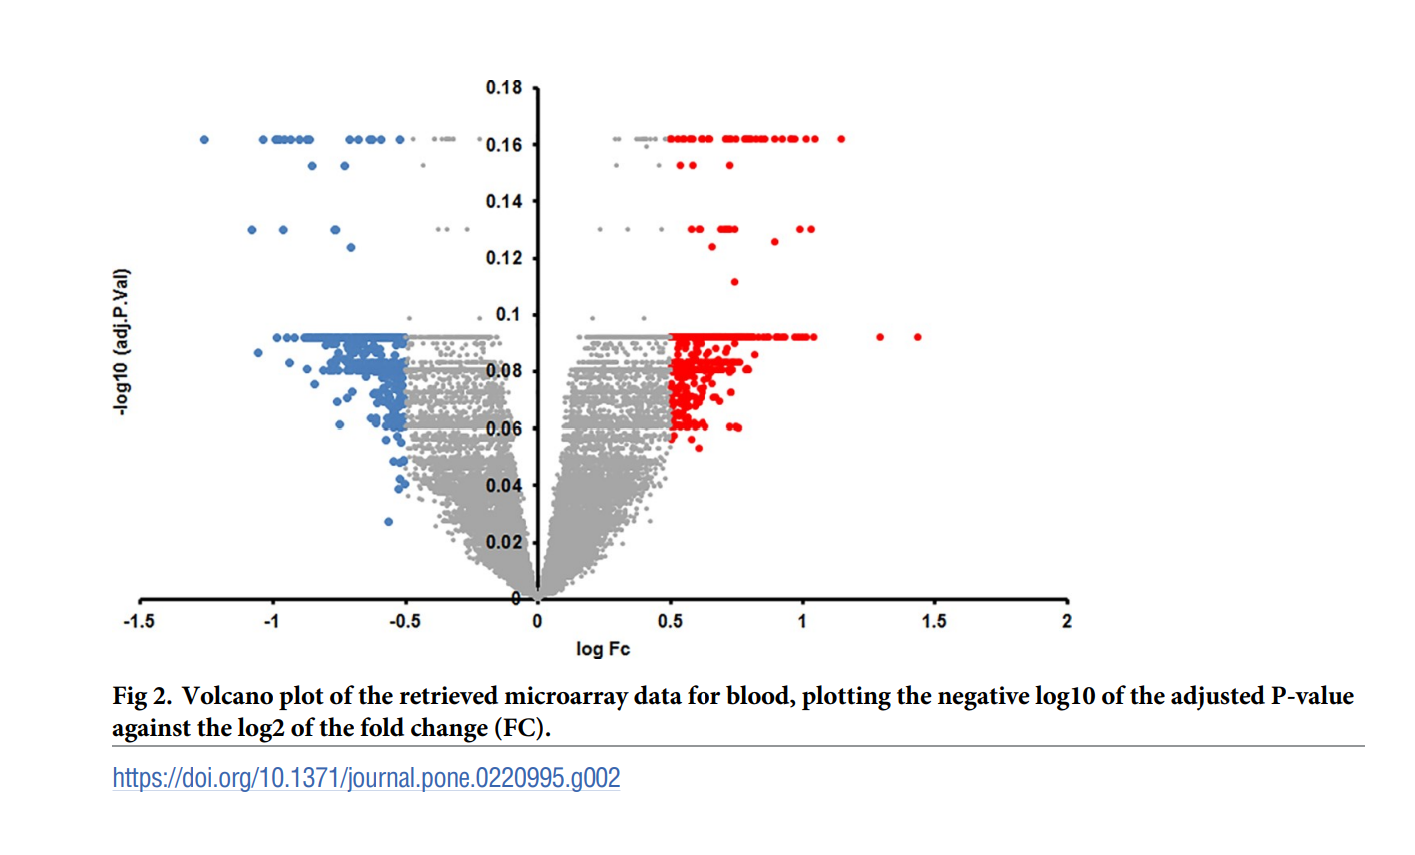 0.18
0.16
0.14
0.12
0.1
0.08
0.06
0.04
0.02
0
-log10 (adj.P.Val)
-1.5 -1 -0.5 0 0.5 1 1.5 2
log Fc
Fig 2. Volcano plot of the retrieved microarray data for blood, plotting the negative log10 of the adjusted P-value
against the log2 of the fold change (FC).
https://doi.org/10.1371/journal.pone.0220995.g002